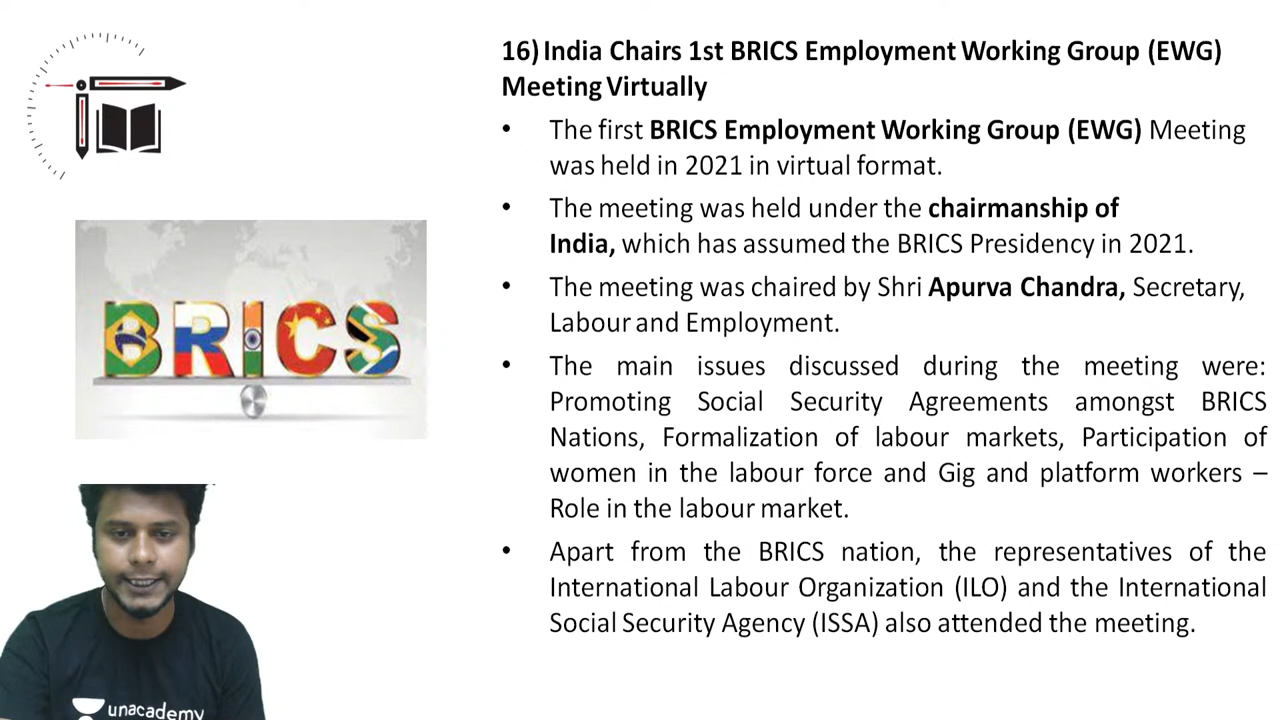 16) India Chairs 1st BRICS Employment Working Group (EWG)
Meeting Virtually
• The first BRICS Employment Working Group (EWG) Meeting
was held in 2021 in virtual format.
• The meeting was held under the chairmanship of
India, which has assumed the BRICS Presidency in 2021.
• The meeting was chaired by Shri Apurva Chandra, Secretary,
Labour and Employment.
• The main issues discussed during the meeting were:
Promoting Social Security Agreements amongst BRICS
Nations, Formalization of labour markets, Participation of
women in the labour force and Gig and platform workers –
Role in the labour market.
• Apart from the BRICS nation, the representatives of the
International Labour Organization (ILO) and the International
Social Security Agency (ISSA) also attended the meeting.
BRICS
unacademy